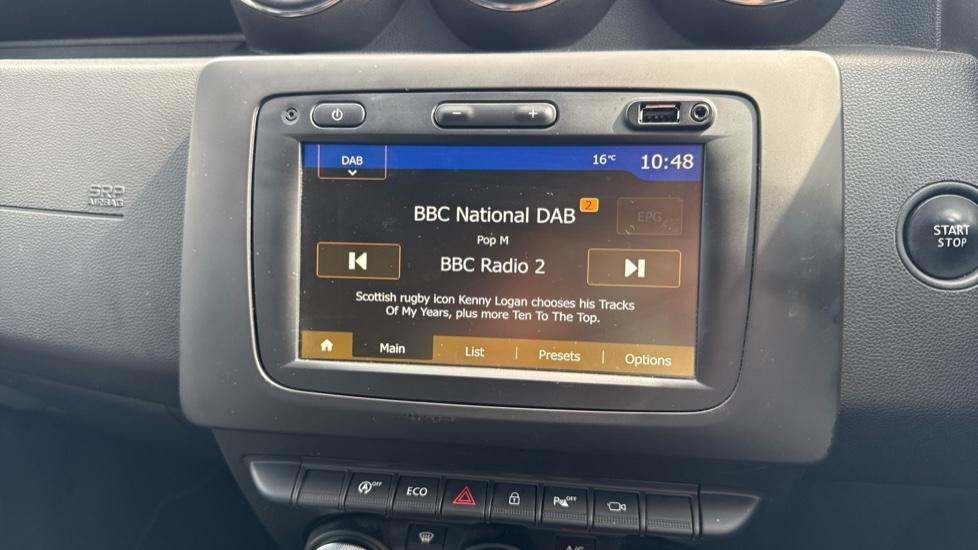 DAB
16°C
10:48
BBC National DAB
2
EPG
Pop M
BBC Radio 2
Scottish rugby icon Kenny Logan chooses his Tracks
Of My Years, plus more Ten To The Top.
Main
List
Presets
Options
SRP
AIRBAG
START
STOP
A OFF
ECO
P OFF
A/C